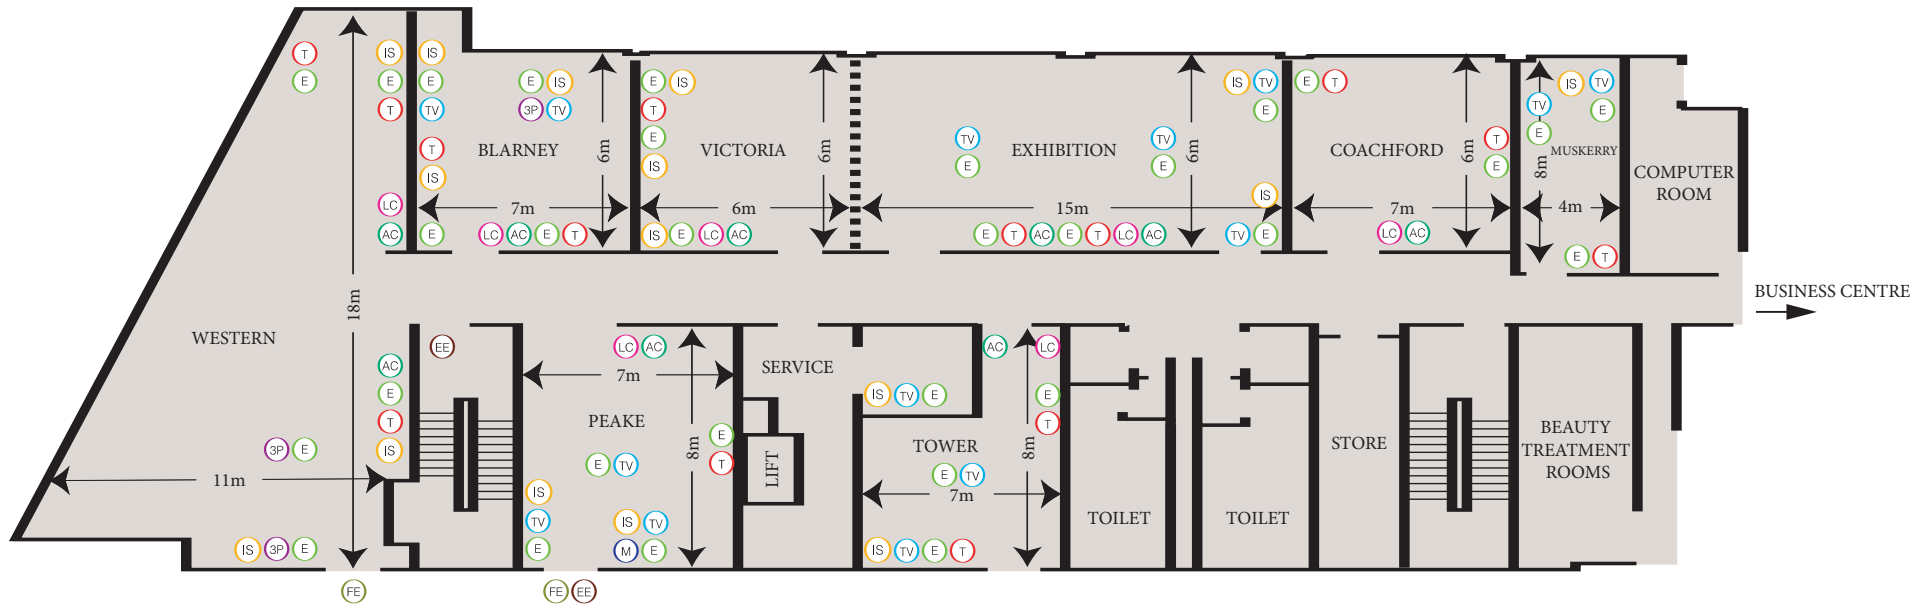 T IS IS
E E E E IS E IS IS TV E T IS TV
T TV 3P TV T TV E E
T E TV TV T E
IS IS E E E
BLARNEY VICTORIA EXHIBITION COACHFORD MUSKERRY
6m 6m 6m 6m 8m
COMPUTER
ROOM
LC IS
7m 6m 15m 7m 4m
AC E LC AC E T IS E LC AC E T AC E T LC AC TV E LC AC
E T
18m
BUSINESS CENTRE
WESTERN
EE LC AC AC LC
AC
SERVICE
7m
E IS TV E E
T PEAKE T
E
TOWER
STORE
BEAUTY
TREATMENT
ROOMS
3P E IS
8m 8m
E TV T
LIFT
E TV
11m
7m
IS
TV IS TV
TOILET TOILET
IS 3P E E M E IS TV E T
FE FE EE